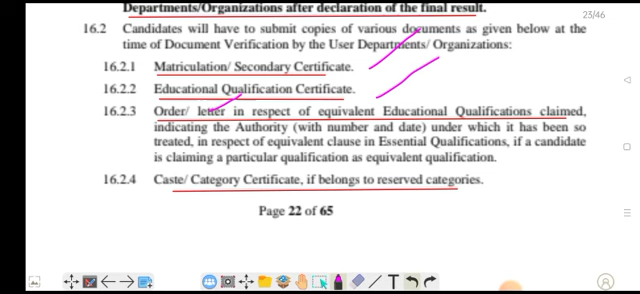 Departments/Organizations after declaration of the final result.
23/46
16.2 Candidates will have to submit copies of various documents as given below at the
time of Document Verification by the User Departments/ Organizations:
16.2.1 Matriculation/ Secondary Certificate.
16.2.2 Educational Qualification Certificate.
16.2.3 Order/ letter in respect of equivalent Educational Qualifications claimed,
indicating the Authority (with number and date) under which it has been so
treated, in respect of equivalent clause in Essential Qualifications, if a candidate
is claiming a particular qualification as equivalent qualification.
16.2.4 Caste/ Category Certificate, if belongs to reserved categories.
Page 22 of 65
T